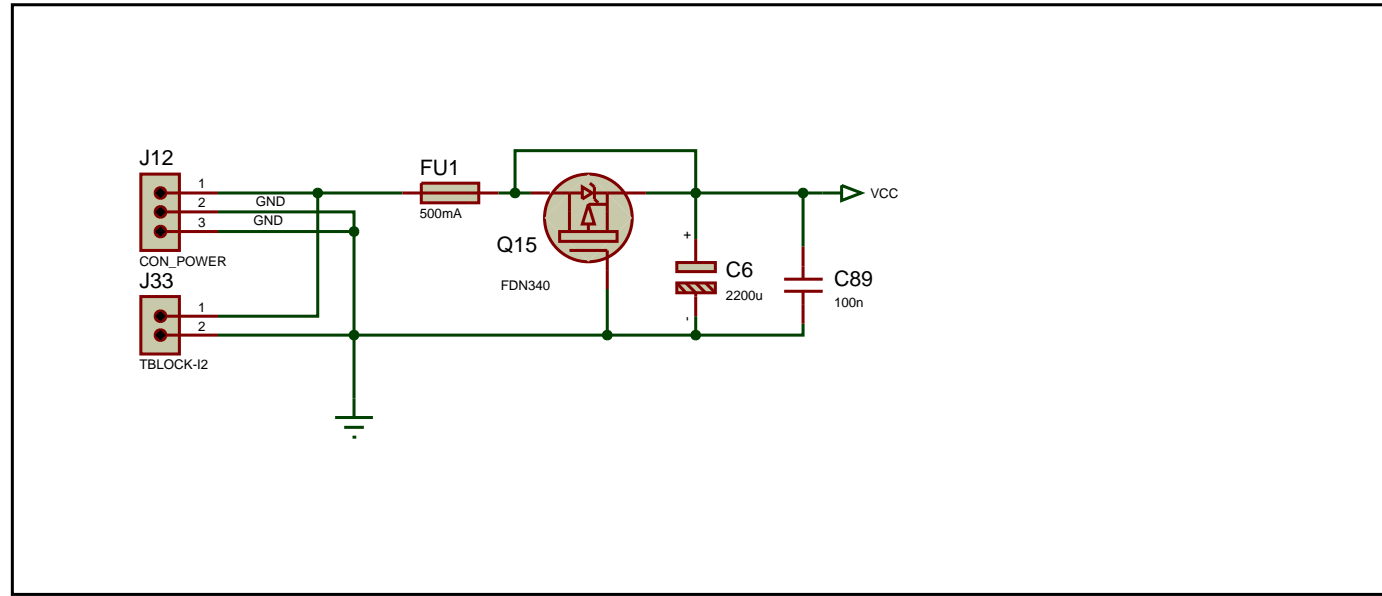 J12
1
2
3
GND
GND
CON_POWER
J33
1
2
TBLOCK-I2
FU1
500mA
Q15
FDN340
+
-
C6
2200u
C89
100n
VCC